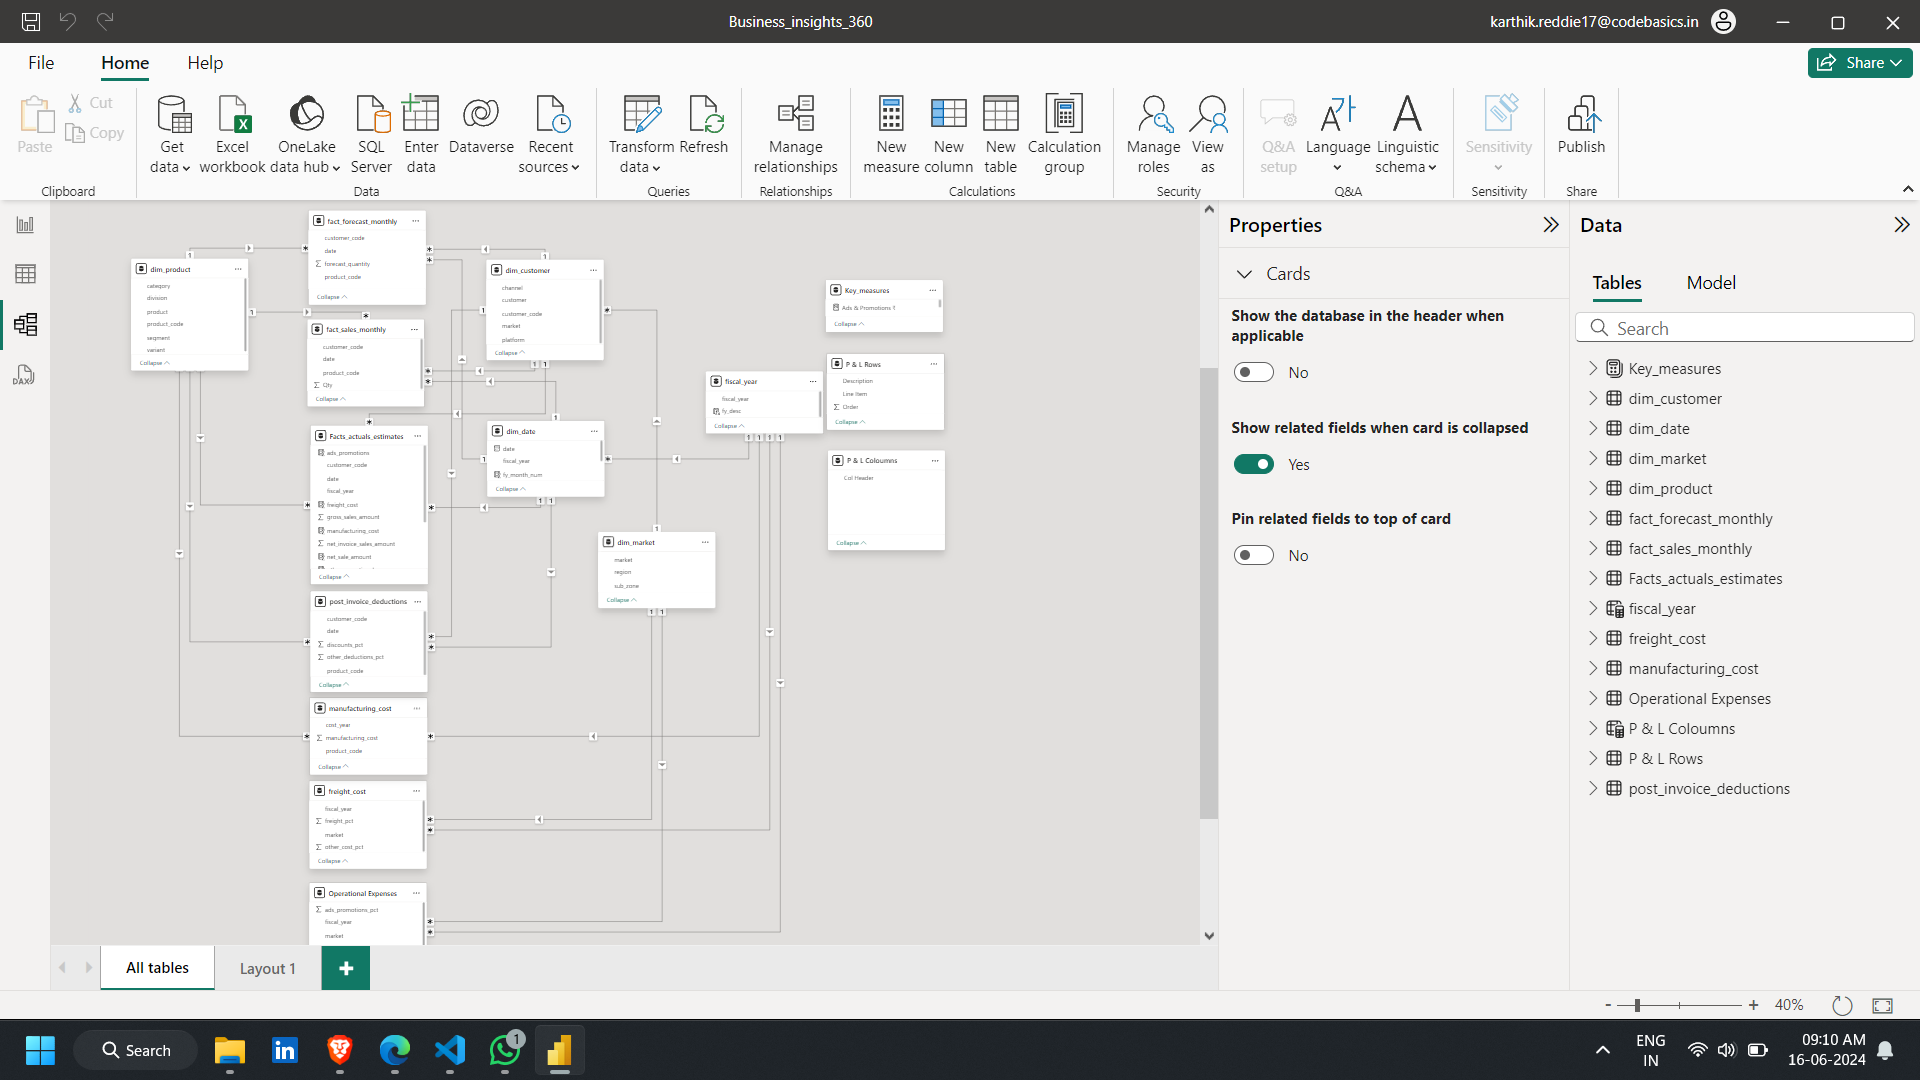 Business_insights_360
karthik.reddie17@codebasics.in
File
Home
Help
Share
Paste
Cut
Copy
Clipboard
Get data
Excel workbook
OneLake data hub
SQL Server
Enter data
Dataverse
Recent sources
Data
Transform data
Refresh
Queries
Manage relationships
Relationships
New measure
New column
New table
Calculation group
Calculations
Manage roles
View as
Security
Q&A setup
Language
Linguistic schema
Q&A
Sensitivity
Sensitivity
Publish
Share
DAX
dim_product
category
division
product
product_code
segment
variant
Collapse
fact_forecast_monthly
customer_code
date
forecast_quantity
product_code
Collapse
fact_sales_monthly
customer_code
date
product_code
Qty
Collapse
Facts_actuals_estimates
ads_promotions
customer_code
date
fiscal_year
freight_cost
gross_sales_amount
manufacturing_cost
net_invoice_sales_amount
net_sale_amount
Collapse
post_invoice_deductions
customer_code
date
discounts_pct
other_deductions_pct
product_code
Collapse
manufacturing_cost
cost_year
manufacturing_cost
product_code
Collapse
freight_cost
fiscal_year
freight_pct
market
other_cost_pct
Collapse
Operational Expenses
ads_promotions_pct
fiscal_year
market
dim_customer
channel
customer
customer_code
market
platform
Collapse
dim_date
date
fiscal_year
fy_month_num
Collapse
dim_market
market
region
sub_zone
Collapse
fiscal_year
fiscal_year
fy_desc
Collapse
Key_measures
Ads & Promotions $
Collapse
P & L Rows
Description
Line Item
Order
Collapse
P & L Coloumns
Col Header
Collapse
Properties
Cards
Show the database in the header when
applicable
No
Show related fields when card is collapsed
Yes
Pin related fields to top of card
No
Data
Tables
Model
Search
Key_measures
dim_customer
dim_date
dim_market
dim_product
fact_forecast_monthly
fact_sales_monthly
Facts_actuals_estimates
fiscal_year
freight_cost
manufacturing_cost
Operational Expenses
P & L Coloumns
P & L Rows
post_invoice_deductions
All tables
Layout 1
+
- + 40%
Search
1
ENG
IN
09:10 AM
16-06-2024